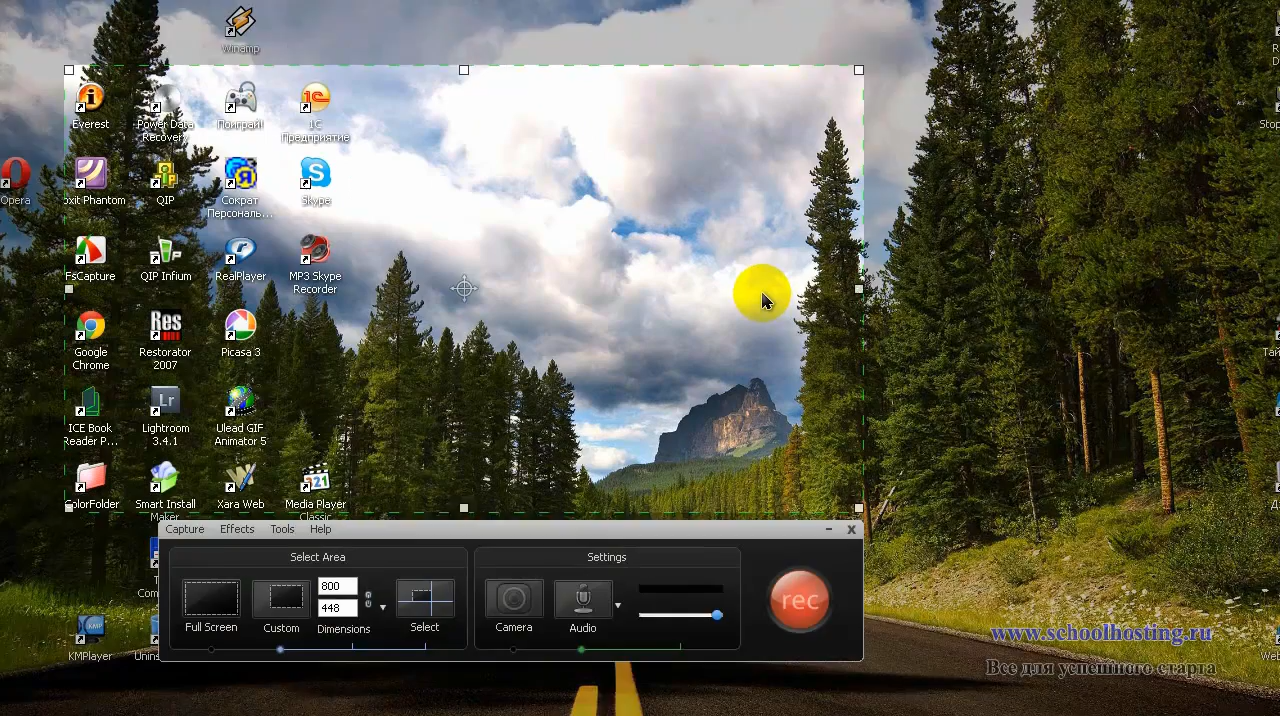 Winamp
Everest
Power Data
Recovery
Поиграй!
1С
Предприятие
Opera
oxit Phantom
QIP
Сократ
Персональ...
Skype
FsCapture
QIP Infium
RealPlayer
MP3 Skype
Recorder
Google
Chrome
Restorator
2007
Picasa 3
ICE Book
Reader P...
Lightroom
3.4.1
Ulead GIF
Animator 5
ColorFolder
Smart Install
Maker
Xara Web
Media Player
Classic
Capture Effects Tools Help
Select Area
Settings
800
448
Full Screen
Custom
Dimensions
Select
Camera
Audio
rec
KMPlayer
Unins
www.schoolhosting.ru
Все для успешного старта